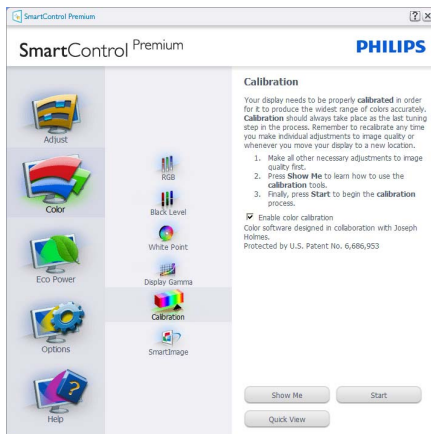 SmartControl Premium
SmartControl Premium
PHILIPS
Adjust
Color
Eco Power
Options
Help
RGB
Black Level
White Point
Display Gamma
Calibration
SmartImage
Calibration
Your display needs to be properly calibrated in order
for it to produce the widest range of colors accurately.
Calibration should always take place as the last tuning
step in the process. Remember to recalibrate any time
you make individual adjustments to image quality or
whenever you move your display to a new location.
1. Make all other necessary adjustments to image
quality first.
2. Press Show Me to learn how to use the
calibration tools.
3. Finally, press Start to begin the calibration
process.
Enable color calibration
Color software designed in collaboration with Joseph
Holmes.
Protected by U.S. Patent No. 6,686,953
Show Me
Start
Quick View